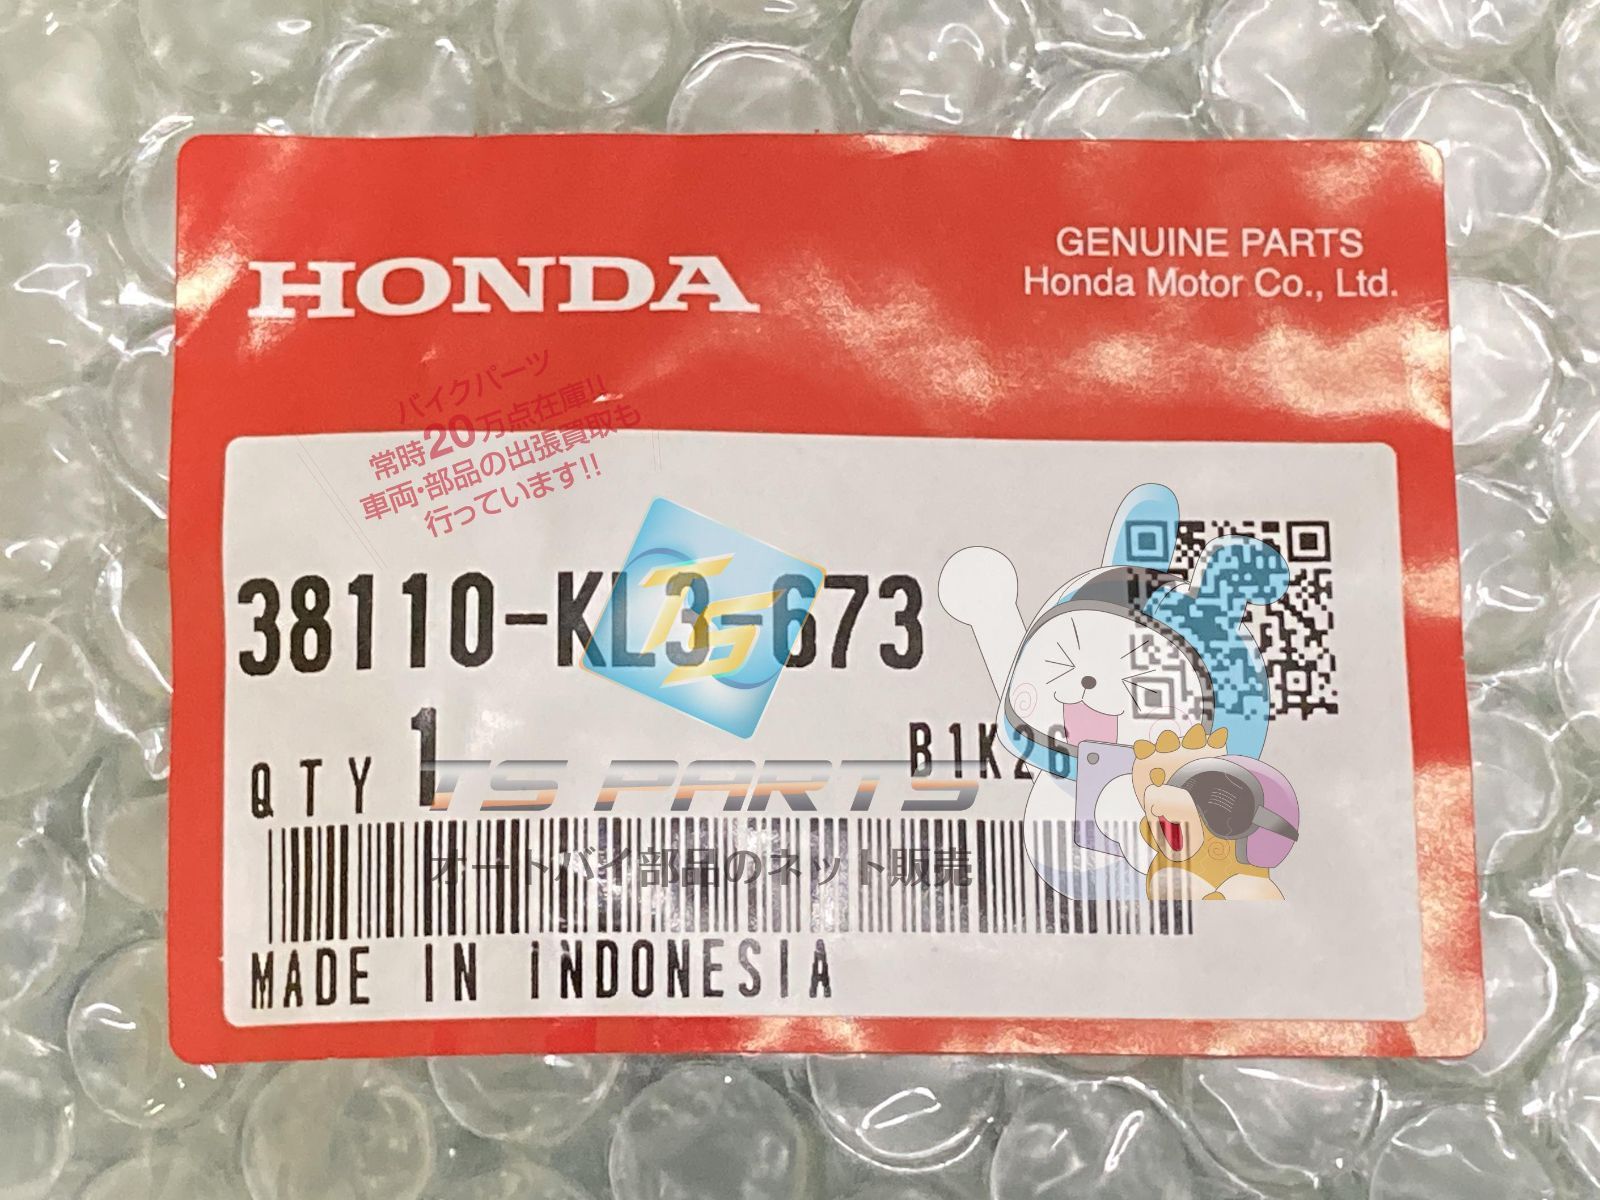 HONDA
GENUINE PARTS
Honda Motor Co., Ltd.
バイクパーツ
常時20万点在庫!!
車両・部品の出張買取も
行っています!!
38110-KL3-673
TS
QTY 1
B1K26
TS PARTS
オートバイ部品のネット販売
MADE IN INDONESIA